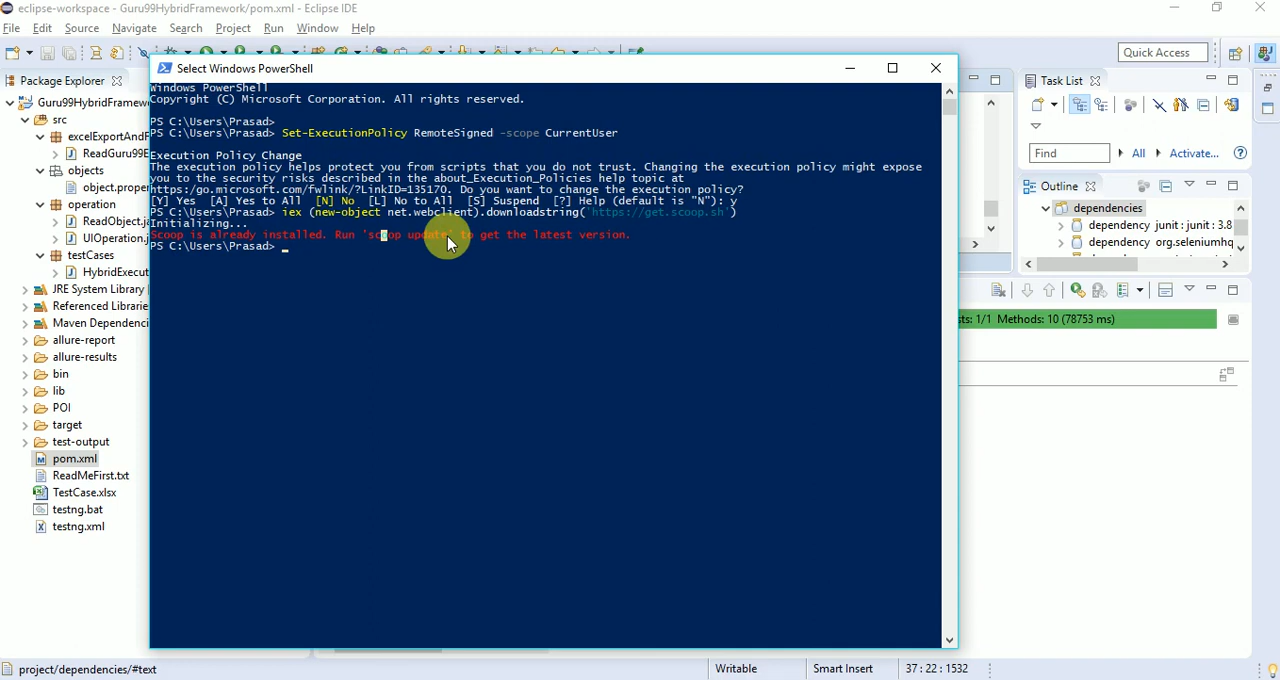 eclipse-workspace - Guru99HybridFramework/pom.xml - Eclipse IDE
File Edit Source Navigate Search Project Run Window Help
Quick Access
Package Explorer
Guru99HybridFramew
src
excelExportAndF
ReadGuru99E
objects
object.prope
operation
ReadObject.j
UIOperation.j
testCases
HybridExecut
JRE System Library
Referenced Librarie
Maven Dependenci
allure-report
allure-results
bin
lib
POI
target
test-output
pom.xml
ReadMeFirst.txt
TestCase.xlsx
testng.bat
testng.xml
Select Windows PowerShell
Windows PowerShell
Copyright (C) Microsoft Corporation. All rights reserved.
PS C:\Users\Prasad>
PS C:\Users\Prasad> Set-ExecutionPolicy RemoteSigned -scope CurrentUser
Execution Policy Change
The execution policy helps protect you from scripts that you do not trust. Changing the execution policy might expose
you to the security risks described in the about_Execution_Policies help topic at
https:/go.microsoft.com/fwlink/?LinkID=135170. Do you want to change the execution policy?
[Y] Yes [A] Yes to All [N] No [L] No to All [S] Suspend [?] Help (default is "N"): y
PS C:\Users\Prasad> iex (new-object net.webclient).downloadstring('https://get.scoop.sh')
Initializing...
Scoop is already installed. Run 'scoop update' to get the latest version.
PS C:\Users\Prasad> _
Task List
Find All Activate...
Outline
dependencies
dependency junit : junit : 3.8
dependency org.seleniumhq
sts: 1/1 Methods: 10 (78753 ms)
project/dependencies/#text
Writable
Smart Insert
37 : 22 : 1532